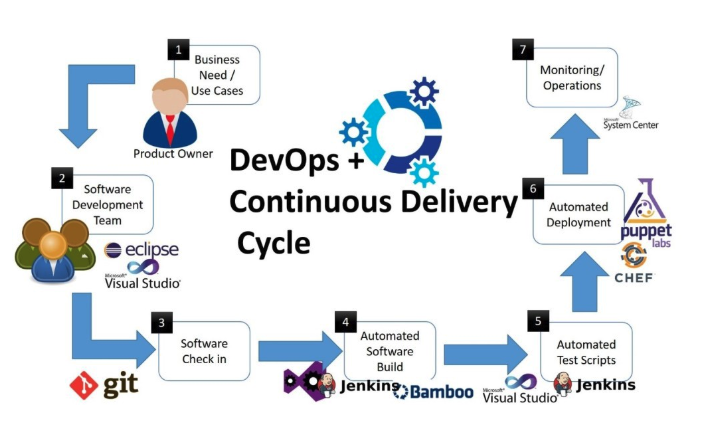 1
Business
Need /
Use Cases
Product Owner
DevOps +
Continuous Delivery
Cycle
2
Software
Development
Team
eclipse
Microsoft®
Visual Studio
3
Software
Check in
git
4
Automated
Software
Build
Jenkins
Bamboo
5
Automated
Test Scripts
Microsoft®
Visual Studio
Jenkins
6
Automated
Deployment
puppet
labs
CHEF
7
Monitoring/
Operations
Microsoft
System Center